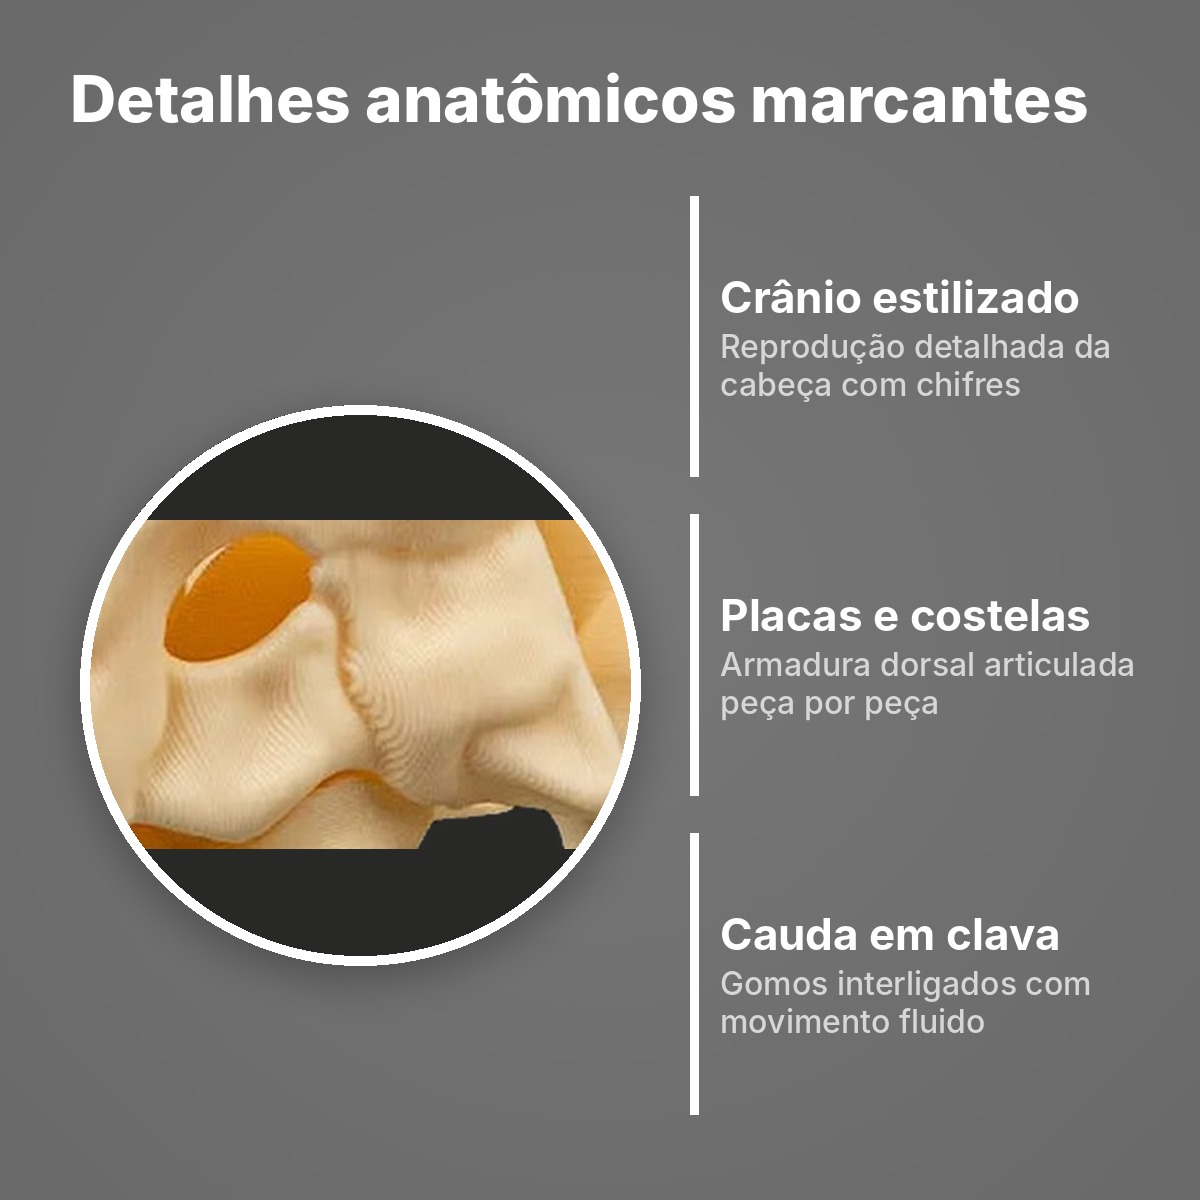 Detalhes anatômicos marcantes
Crânio estilizado
Reprodução detalhada da
cabeça com chifres
Placas e costelas
Armadura dorsal articulada
peça por peça
Cauda em clava
Gomos interligados com
movimento fluido